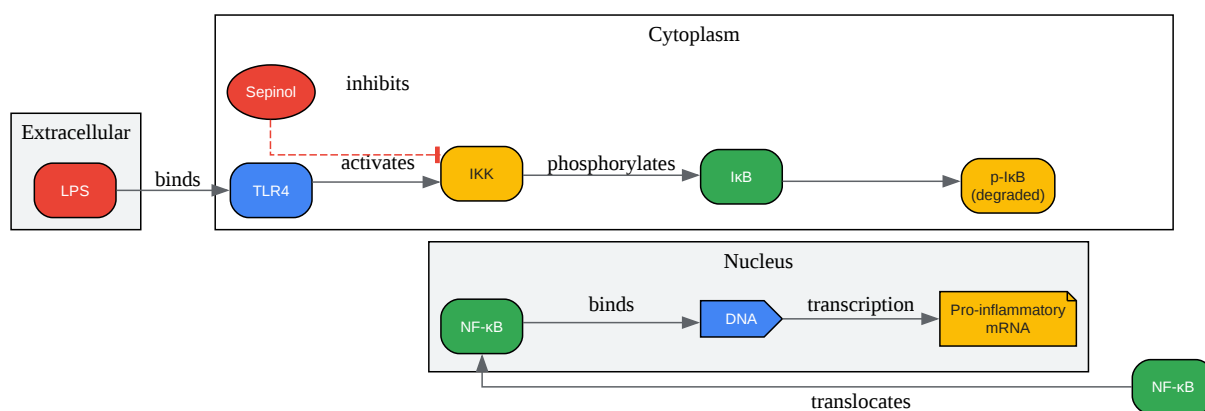 Cytoplasm
Sepinol
inhibits
Extracellular
LPS
binds
TLR4
activates
IKK
phosphorylates
IκB
p-IκB
(degraded)
Nucleus
NF-κB
binds
DNA
transcription
Pro-inflammatory
mRNA
NF-κB
translocates